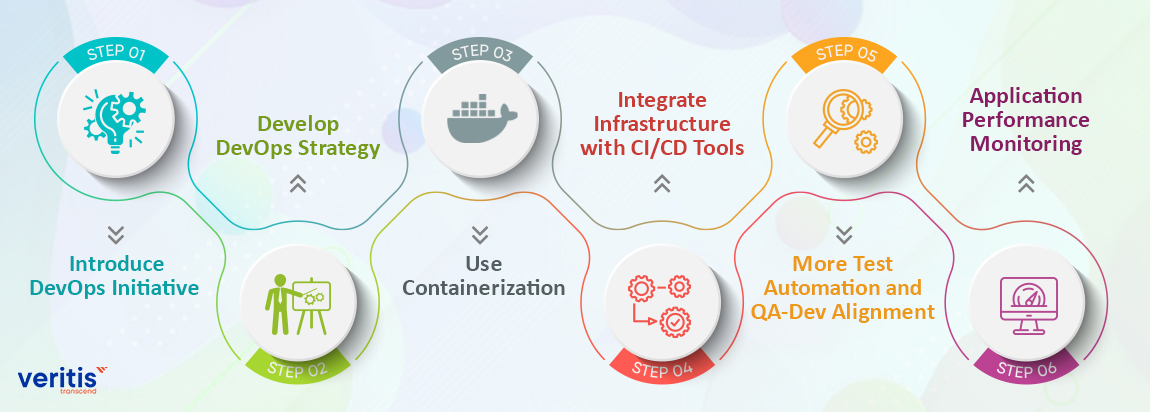 STEP 01
Introduce
DevOps Initiative
Develop
DevOps Strategy
STEP 02
STEP 03
Use
Containerization
Integrate
Infrastructure
with CI/CD Tools
STEP 04
STEP 05
More Test
Automation and
QA-Dev Alignment
Application
Performance
Monitoring
STEP 06
veritis
transcend